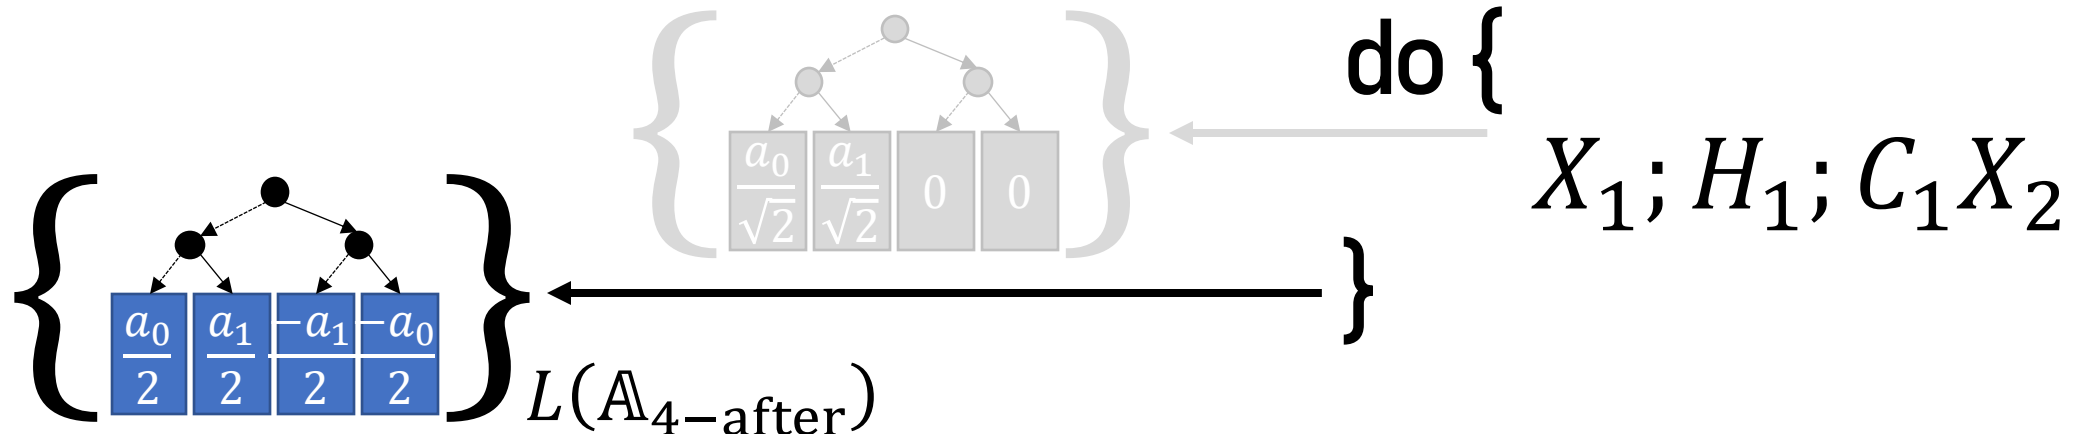 do {
{ a₀/√2 a₁/√2 0 0 }
X₁; H₁; C₁X₂
{ a₀/2 a₁/2 −a₁/2 −a₀/2 }
}
L(𝔸₄₋after)